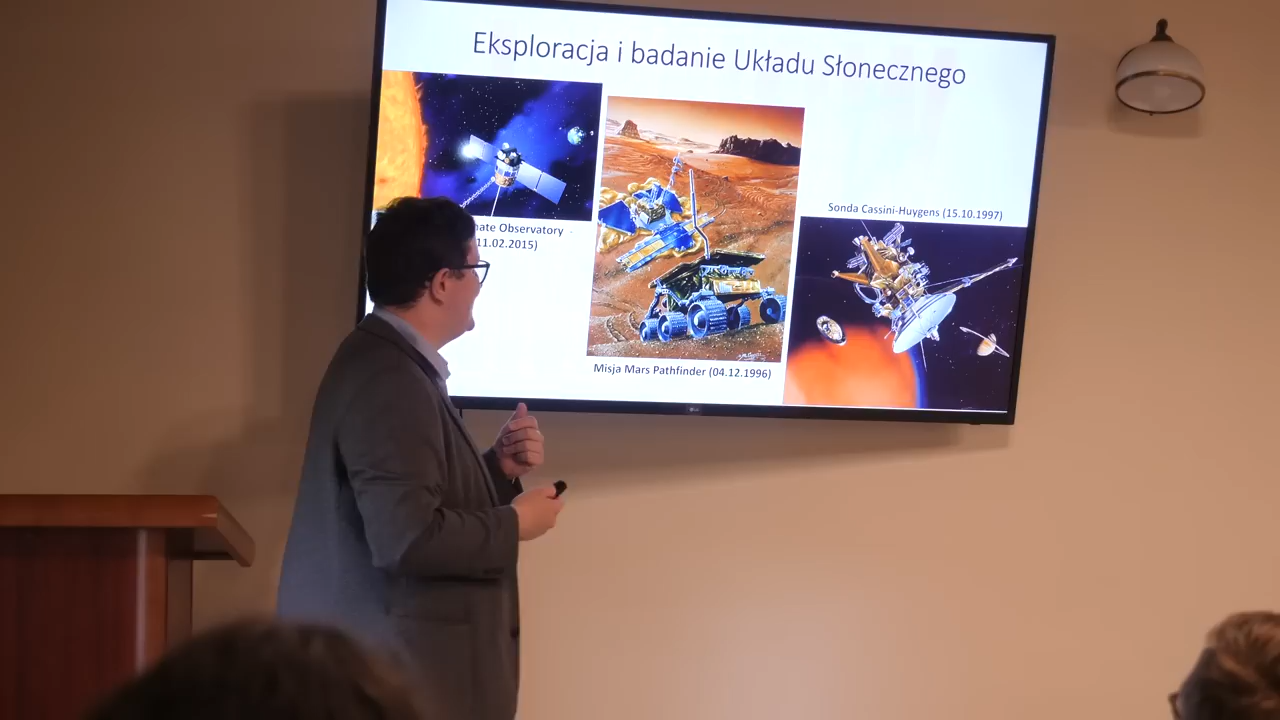 Eksploracja i badanie Układu Słonecznego
Observatory -
11.02.2015)
Misja Mars Pathfinder (04.12.1996)
Sonda Cassini-Huygens (15.10.1997)
LG